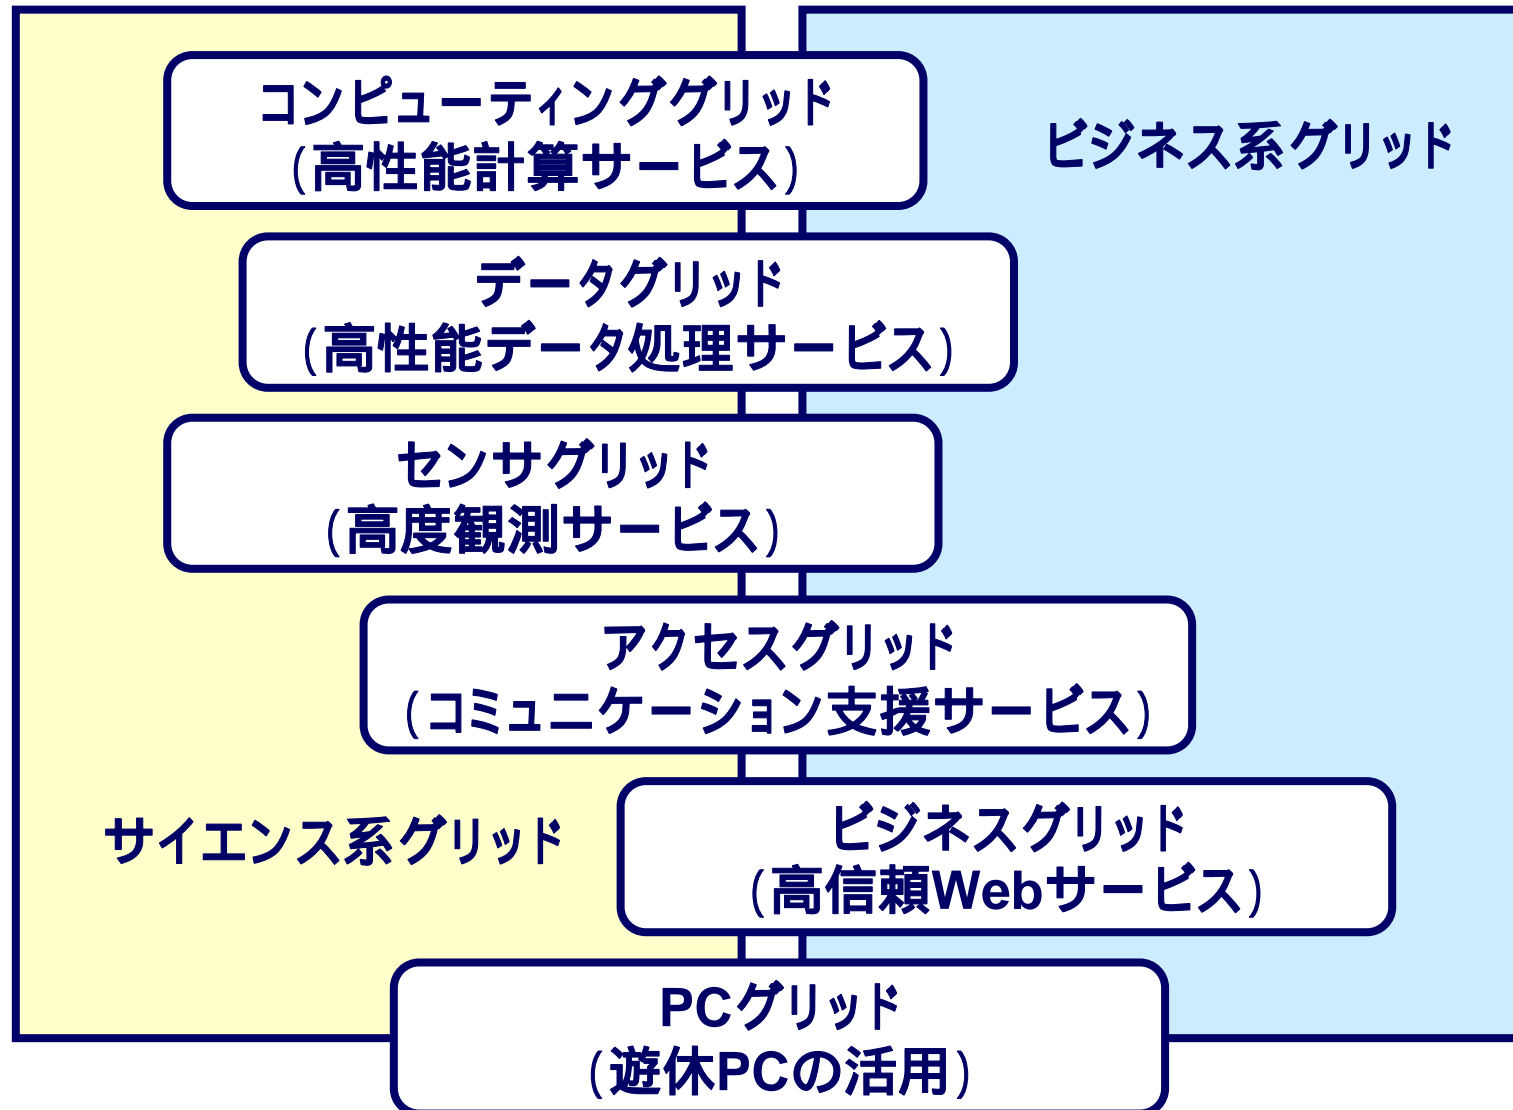 コンピューティンググリッド
(高性能計算サービス)
ビジネス系グリッド
データグリッド
(高性能データ処理サービス)
センサグリッド
(高度観測サービス)
アクセスグリッド
(コミュニケーション支援サービス)
サイエンス系グリッド
ビジネスグリッド
(高信頼Webサービス)
PCグリッド
(遊休PCの活用)